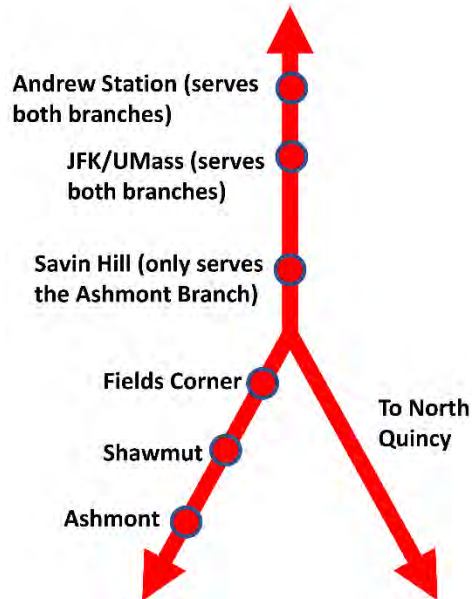 Andrew Station (serves
both branches)
JFK/UMass (serves
both branches)
Savin Hill (only serves
the Ashmont Branch)
Fields Corner
To North
Quincy
Shawmut
Ashmont